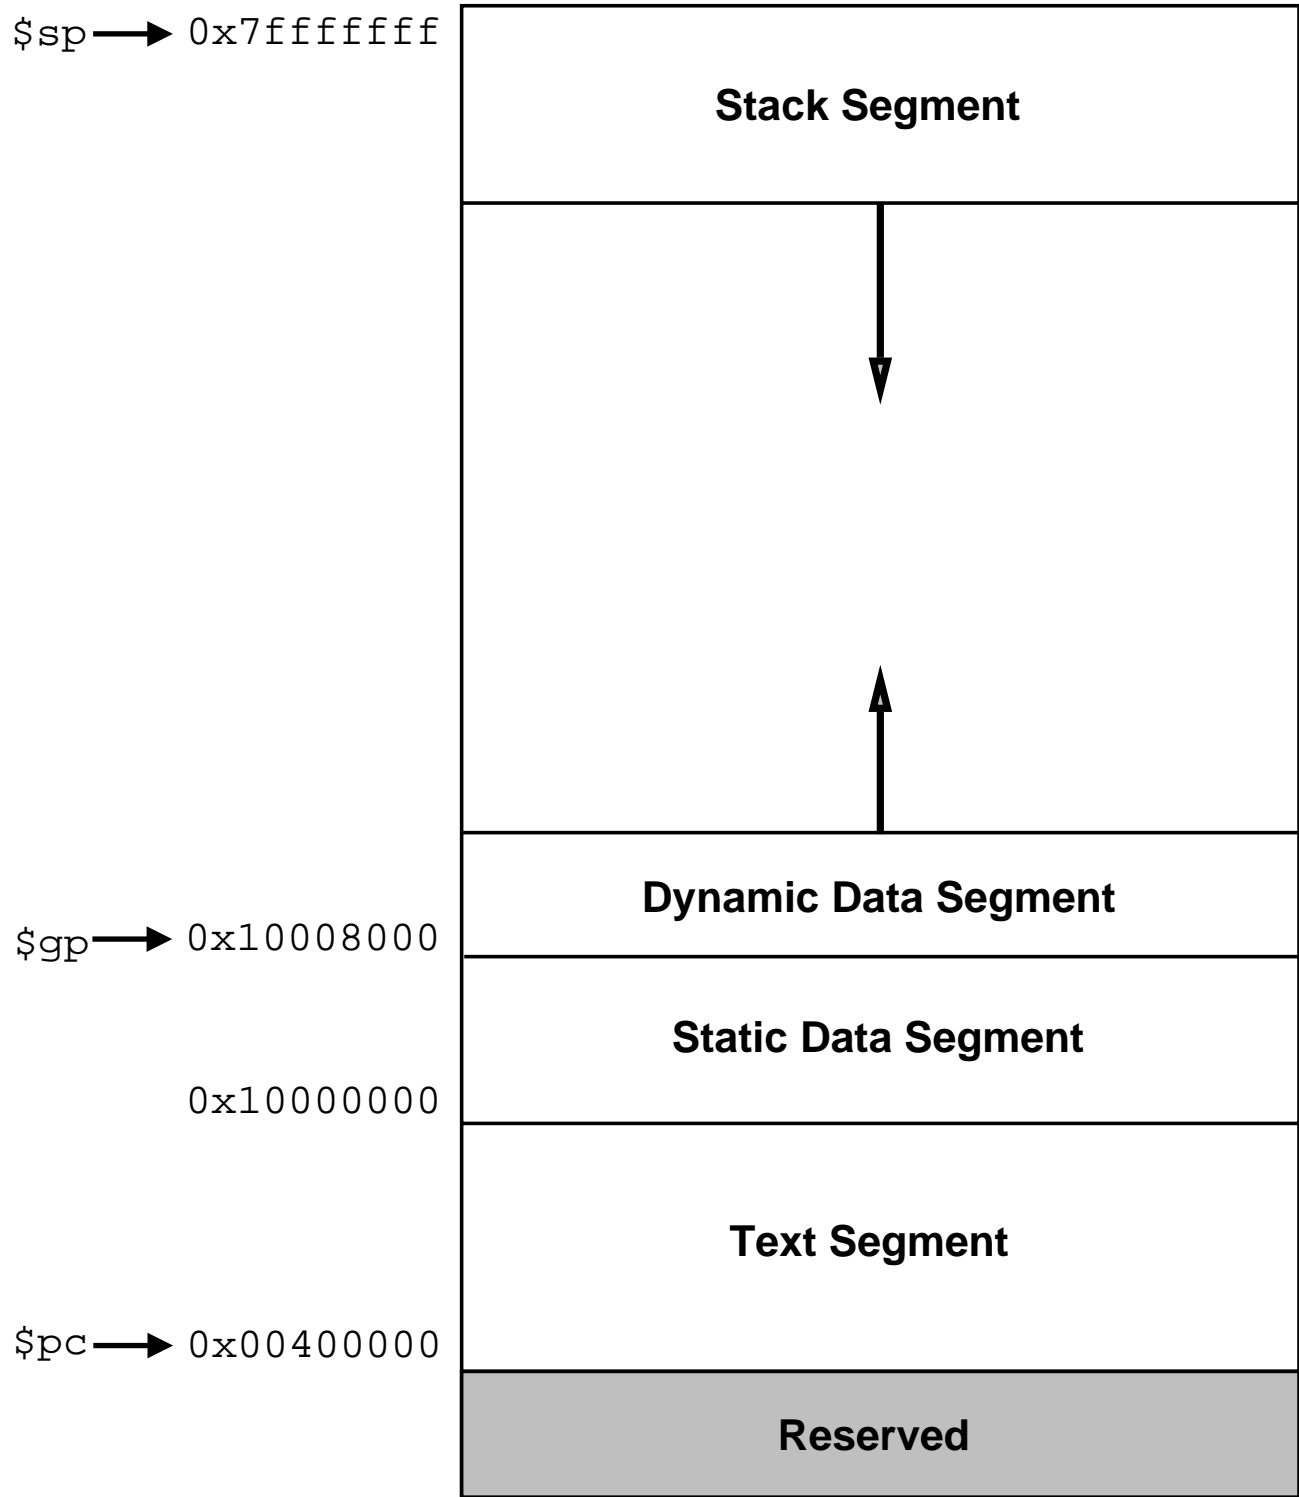 $sp 0x7fffffff
Stack Segment
Dynamic Data Segment
$gp 0x10008000
Static Data Segment
0x10000000
Text Segment
$pc 0x00400000
Reserved